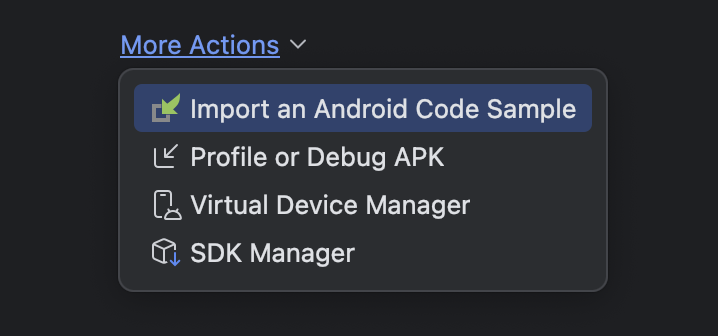 More Actions
Import an Android Code Sample
Profile or Debug APK
Virtual Device Manager
SDK Manager